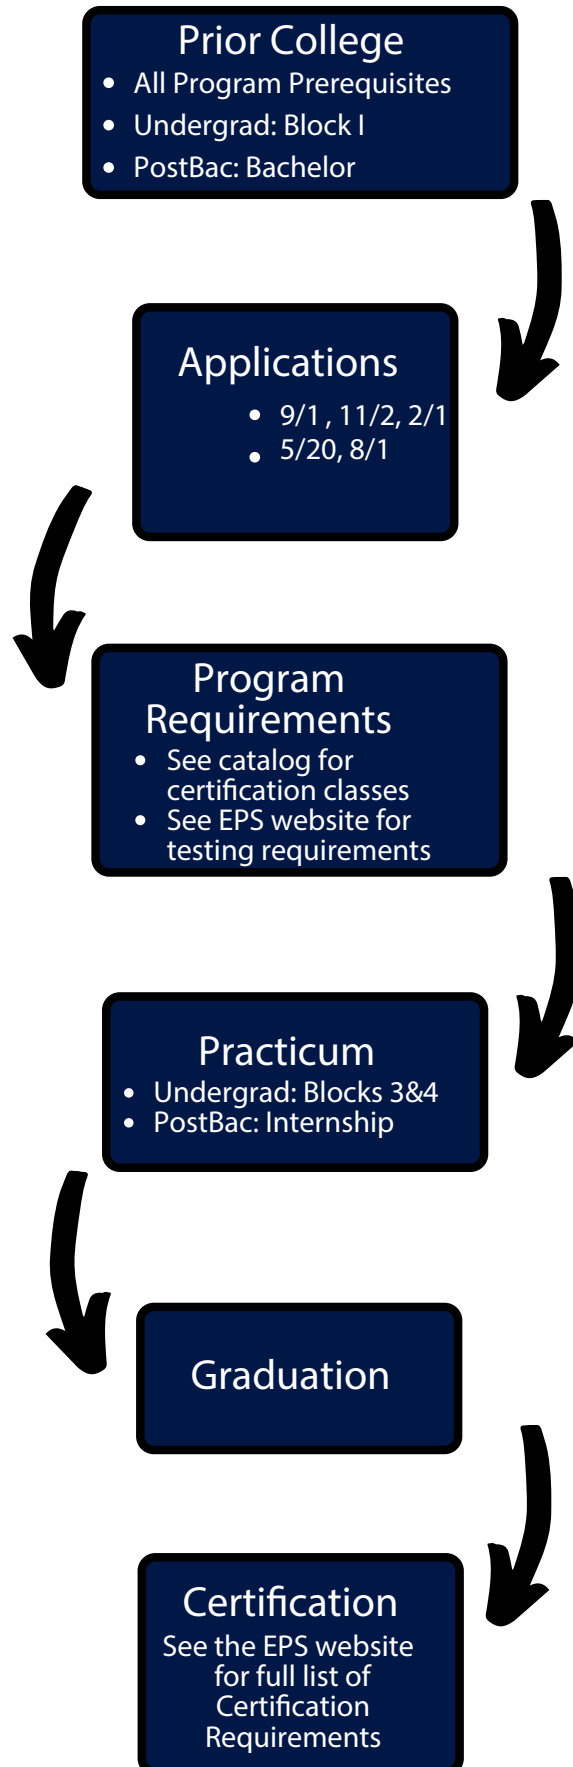 Prior College
• All Program Prerequisites
• Undergrad: Block I
• PostBac: Bachelor
Applications
• 9/1 , 11/2, 2/1
• 5/20, 8/1
Program
Requirements
• See catalog for
certification classes
• See EPS website for
testing requirements
Practicum
• Undergrad: Blocks 3&4
• PostBac: Internship
Graduation
Certification
See the EPS website
for full list of
Certification
Requirements